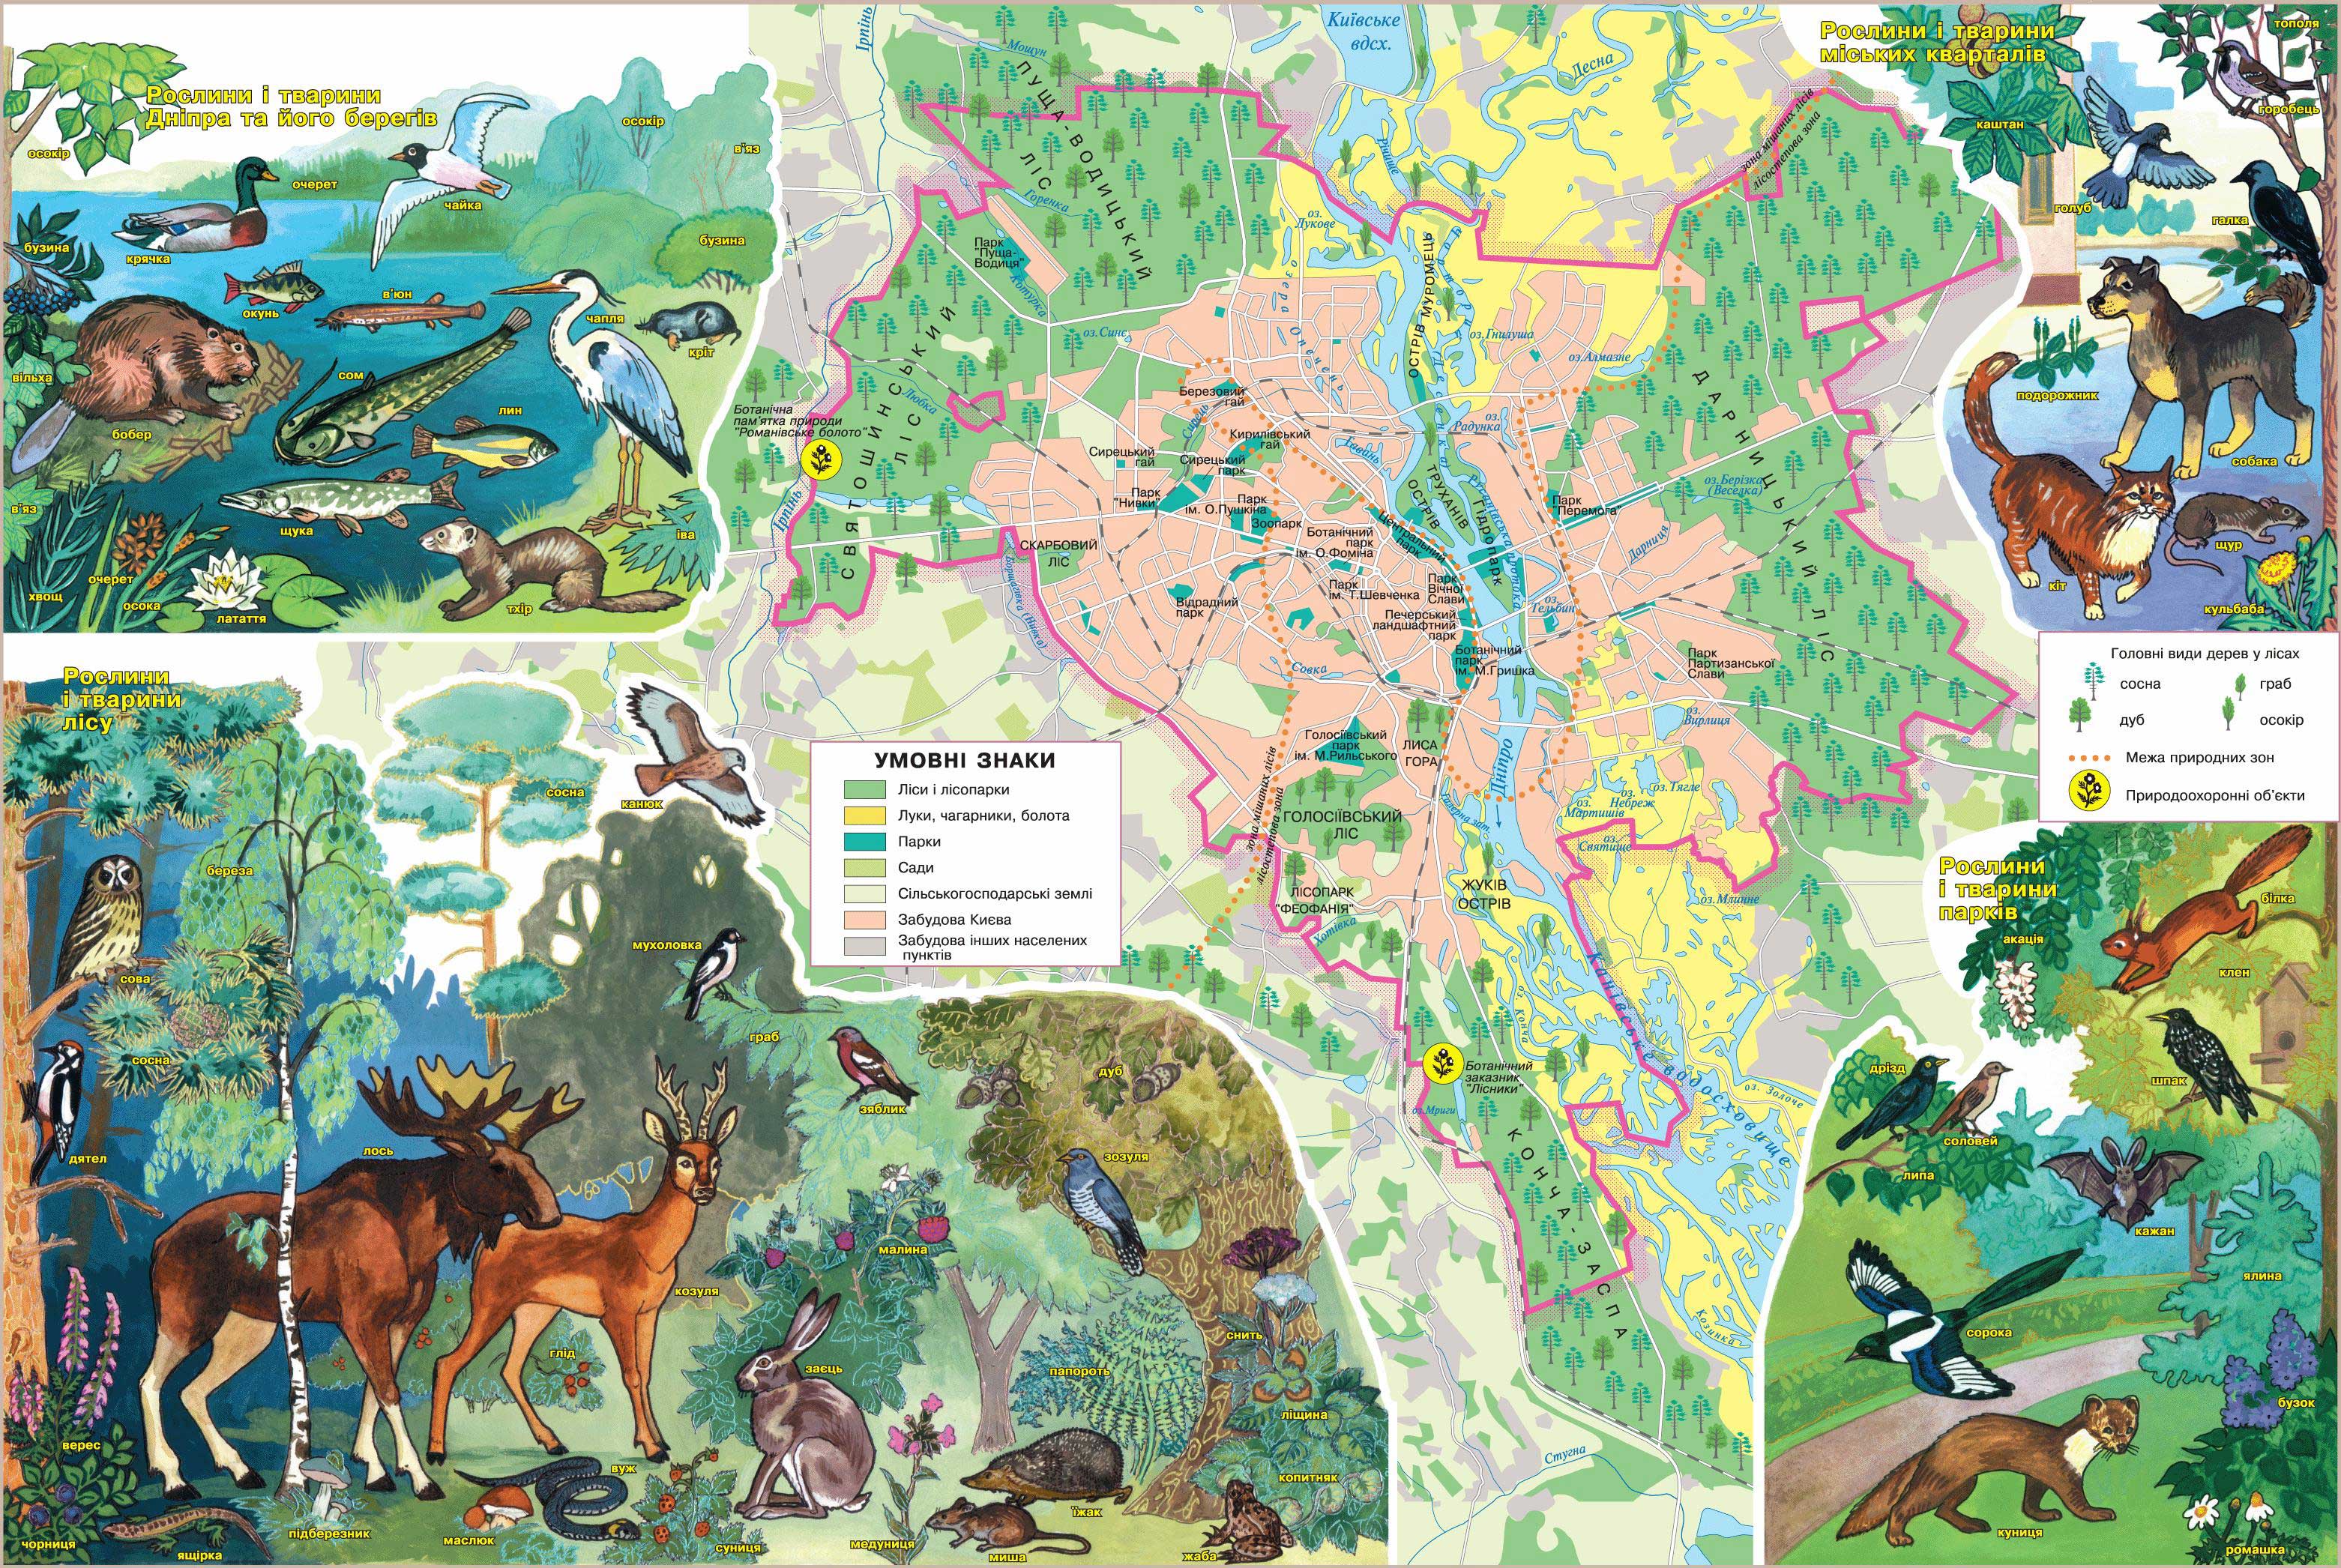 Рослини і тварини
Дніпра та його берегів
осокір
осокір
в'яз
очерет
чайка
бузина
крячка
бузина
окунь
в'юн
чапля
кріт
вільха
сом
лин
бобер
в'яз
щука
іва
очерет
хвощ
осока
латаття
тхір
Рослини
і тварини
лісу
сосна
канюк
береза
мухоловка
сова
сосна
граб
зяблик
дуб
дятел
лось
зозуля
малина
козуля
глід
заєць
снить
папороть
ліщина
верес
вуж
копитняк
їжак
чорниця
ящірка
підберезник
маслюк
суниця
медуниця
миша
жаба
Рослини і тварини
міських кварталів
тополя
горобець
каштан
голуб
галка
подорожник
собака
щур
кіт
кульбаба
Головні види дерев у лісах
сосна
граб
дуб
осокір
Межа природних зон
Природоохоронні об'єкти
Рослини
і тварини
парків
білка
акація
клен
дрізд
шпак
соловей
липа
кажан
ялина
сорока
бузок
куниця
ромашка
УМОВНІ ЗНАКИ
Ліси і лісопарки
Луки, чагарники, болота
Парки
Сади
Сільськогосподарські землі
Забудова Києва
Забудова інших населених
пунктів
Ірпінь
Мощун
Київське
вдсх.
Десна
ПУЩА-ВОДИЦЬКИЙ
ЛІС
зона мішаних лісів
лісостепова зона
Горенка
Парк
"Пуща-
Водиця"
Котурка
оз.
Лукове
озера Опечень
оз.Синє
ОСТРІВ МУРОМЕЦЬ
оз.Гнилуша
оз.Алмазне
Любка
Березовий
гай
Сирець
Ботанічна
пам'ятка природи
"Романівське болото"
СВЯТОШИНСЬКИЙ
ЛІС
Ірпінь
Кирилівський
гай
Сирецький
гай
Сирецький
парк
оз.
Радунка
ДАРНИЦЬКИЙ ЛІС
оз.Берізка
(Веселка)
Парк
"Нивки"
Парк
ім. О.Пушкіна
Зоопарк
ТРУХАНІВ
ОСТРІВ
Гідропарк
Русанівська протока
Парк
"Перемога"
Дарниця
Центральний
парк
Ботанічний
парк
ім. О.Фоміна
СКАРБОВИЙ
ЛІС
Борщагівка (Нивка)
Відрадний
парк
Парк
ім. Т.Шевченка
Парк
Вічної
Слави
Печерський
ландшафтний
парк
оз.
Тельбин
Ботанічний
парк
ім. М.Гришка
Парк
Партизанської
Слави
Совка
оз.
Вирлиця
Голосіївський
парк
ім. М.Рильського
ЛИСА
ГОРА
Дніпро
оз.Тягле
оз.
Небреж
оз.
Мартишів
зона мішаних лісів
лісостепова зона
ГОЛОСІЇВСЬКИЙ
ЛІС
оз.
Святище
ЛІСОПАРК
"ФЕОФАНІЯ"
ЖУКІВ
ОСТРІВ
оз.Млинне
Хотівка
оз. Конча
Канівське водосховище
Ботанічний
заказник
"Лісники"
оз. Золоче
оз.Мриги
КОНЧА-ЗАСПА
Козинка
Стугна